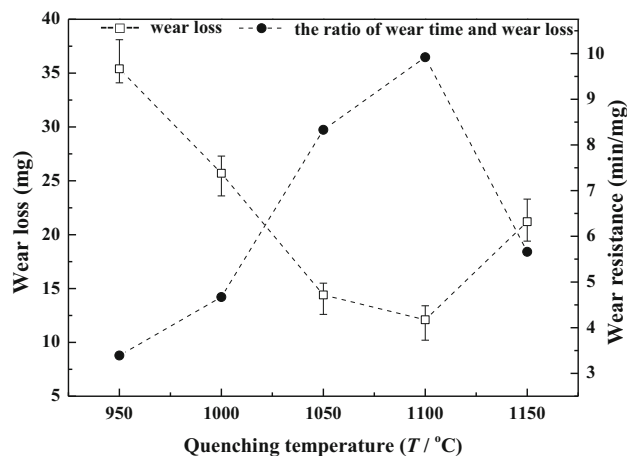 wear loss
the ratio of wear time and wear loss
40
35
30
25
20
15
10
5
Wear loss (mg)
10
9
8
7
6
5
4
3
Wear resistance (min/mg)
950 1000 1050 1100 1150
Quenching temperature (T / °C)